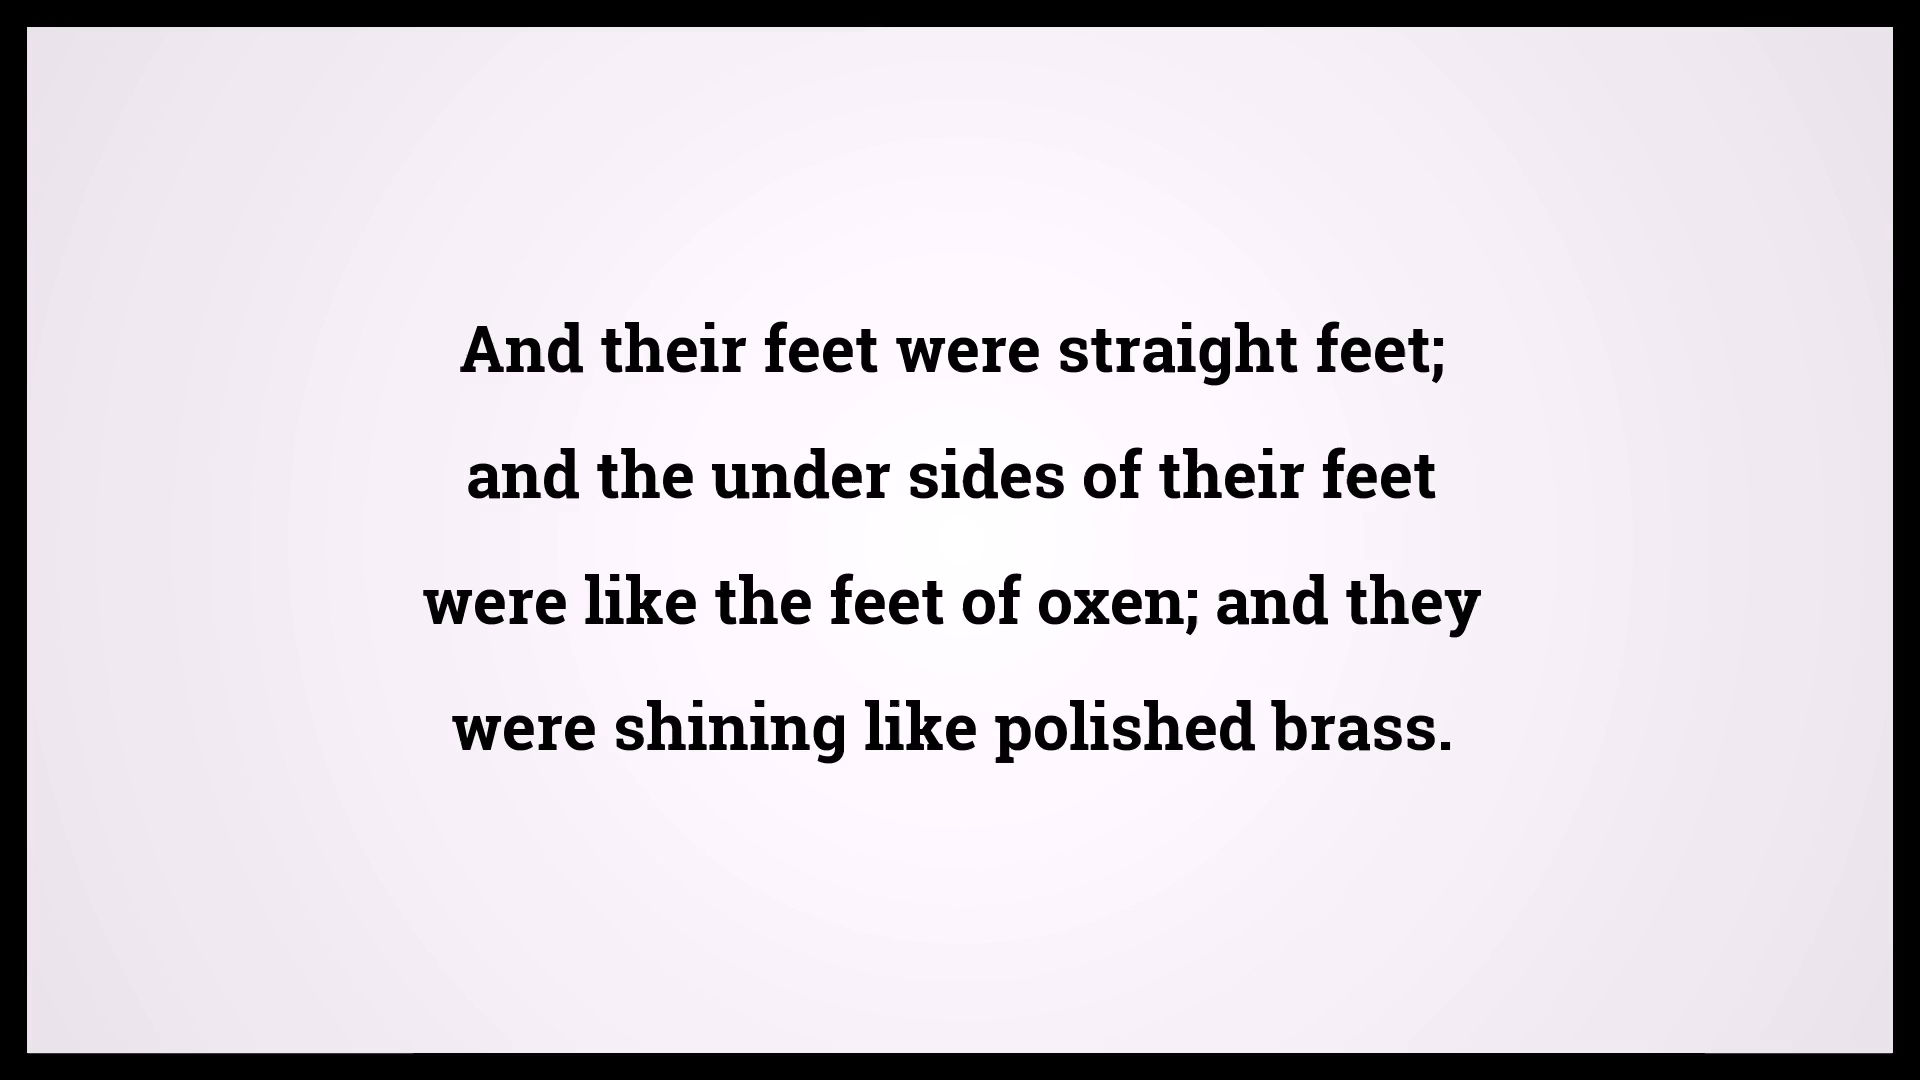 And their feet were straight feet;
and the under sides of their feet
were like the feet of oxen; and they
were shining like polished brass.